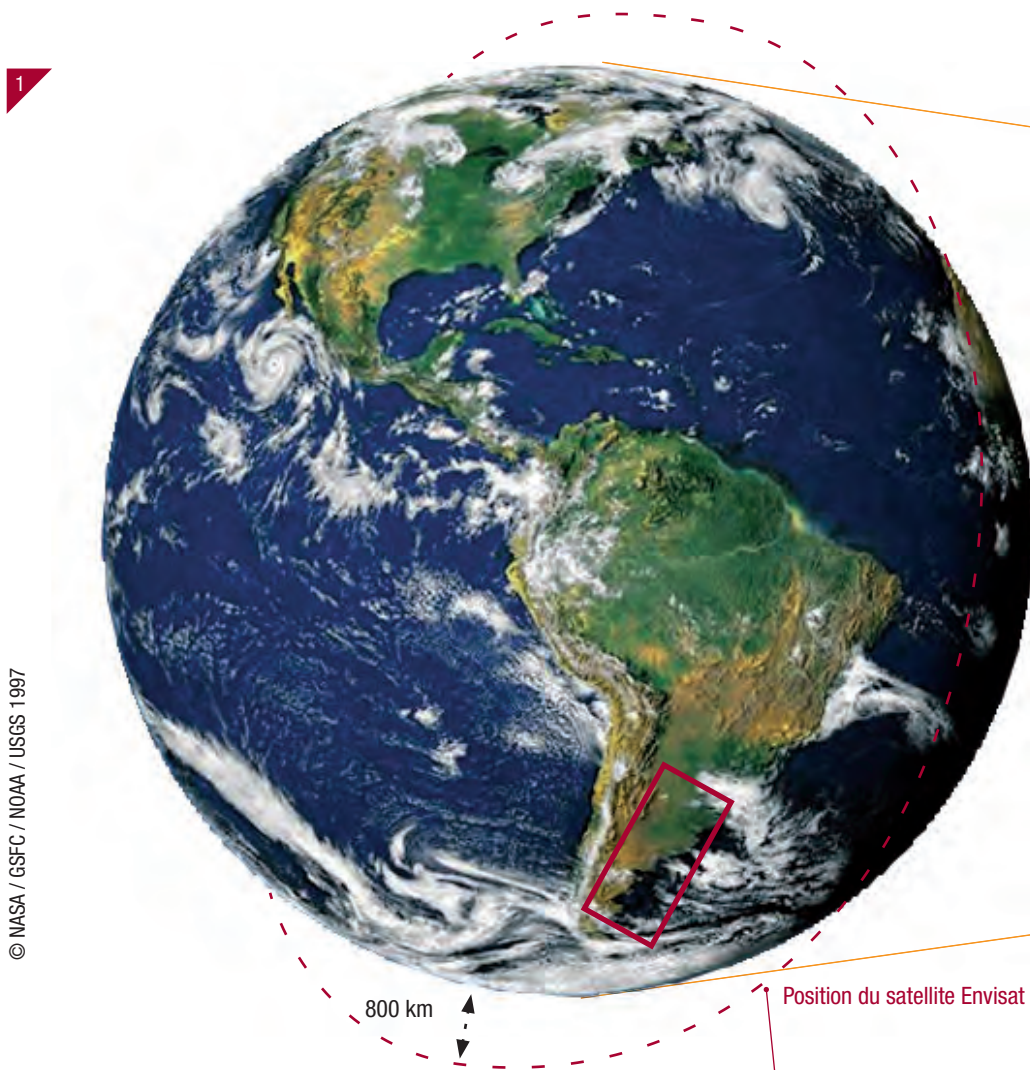 1
© NASA / GSFC / NOAA / USGS 1997
800 km
Position du satellite Envisat